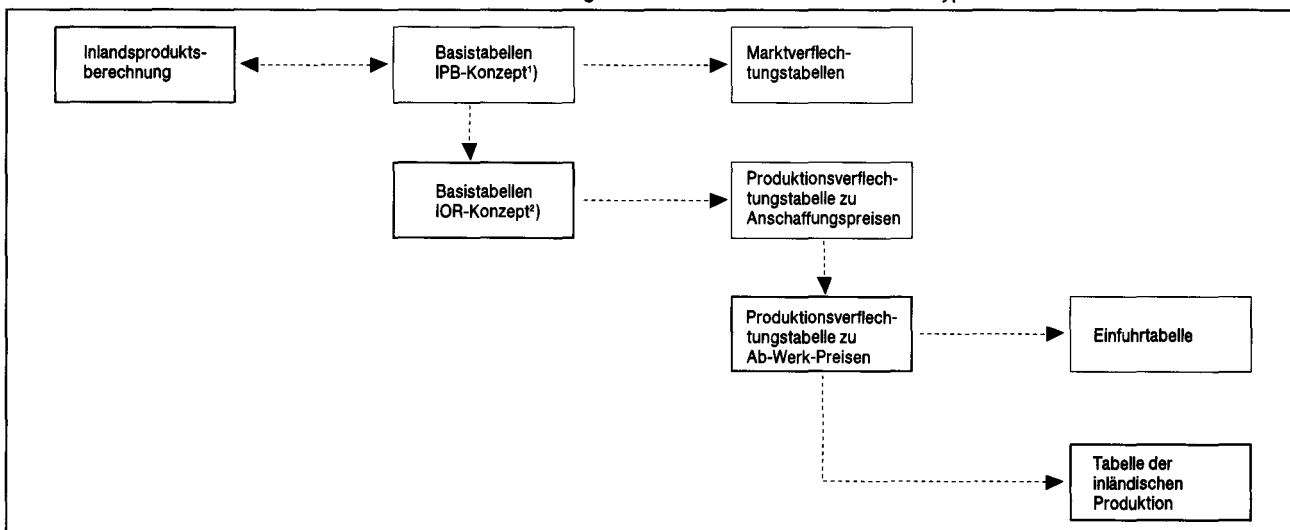 Inlandsprodukts-
berechnung
Basistabellen
IPB-Konzept¹)
Marktverflech-
tungstabellen
Basistabellen
IOR-Konzept²)
Produktionsverflech-
tungstabelle zu
Anschaffungspreisen
Produktionsverflech-
tungstabelle zu
Ab-Werk-Preisen
Einfuhrtabelle
Tabelle der
inländischen
Produktion